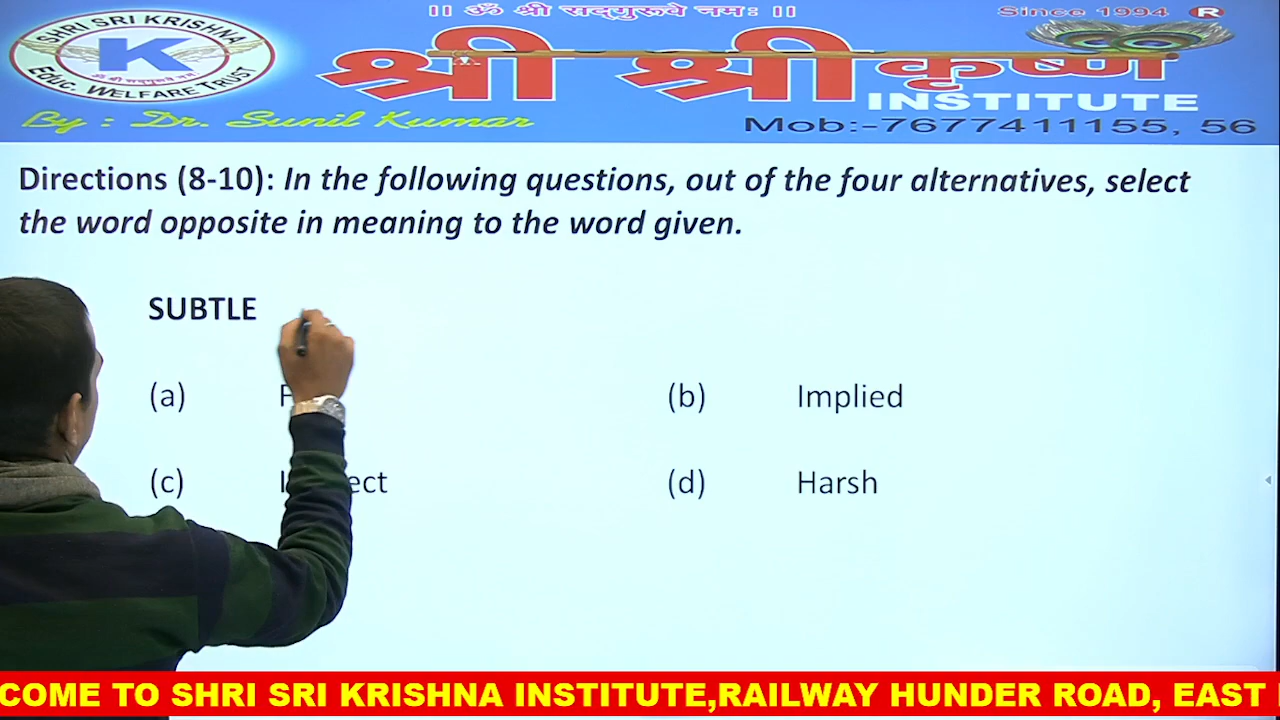 ।। ॐ श्री सद्गुरूवे नमः ।।
Since 1994 R
SHRI SRI KRISHNA
K
EDUC. WELFARE TRUST
श्री श्री कृष्ण
INSTITUTE
By : Dr. Sunil Kumar
Mob:-7677411155, 56
Directions (8-10): In the following questions, out of the four alternatives, select
the word opposite in meaning to the word given.
SUBTLE
(a)
(b) Implied
(c)
(d) Harsh
COME TO SHRI SRI KRISHNA INSTITUTE,RAILWAY HUNDER ROAD, EAST